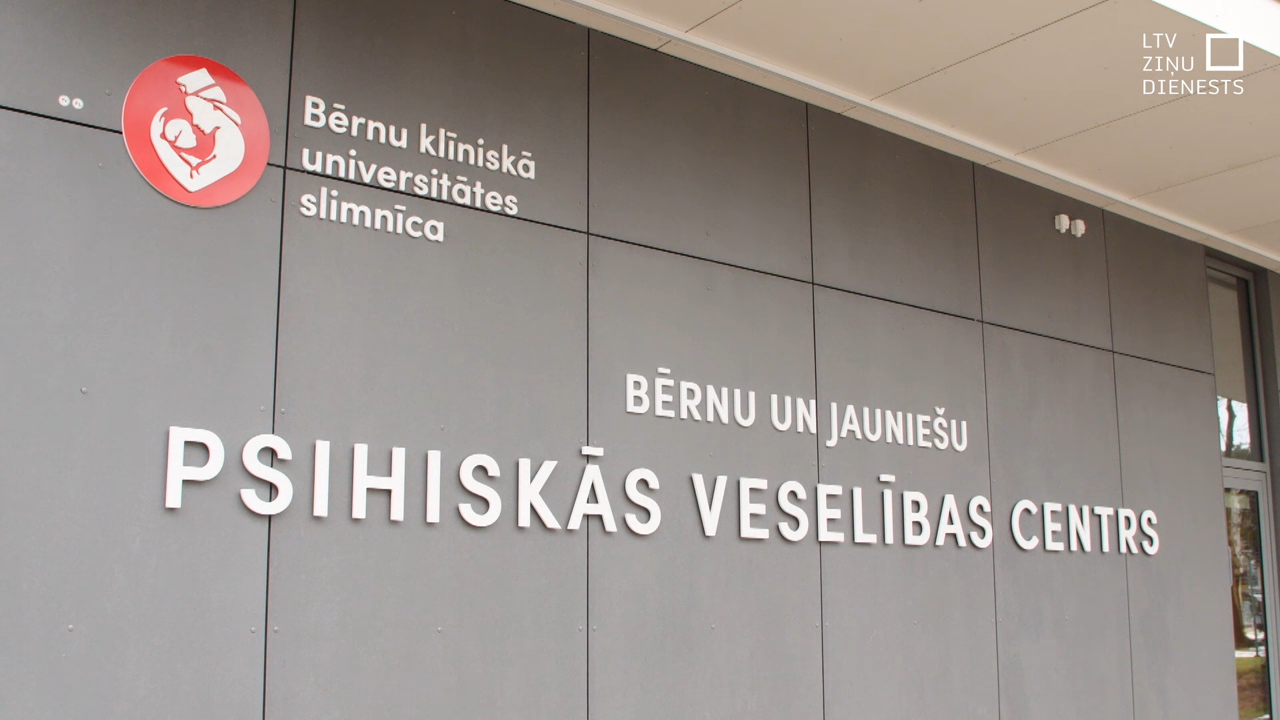 Bērnu klīniskā
universitātes
slimnīca
LTV
ZIŅU
DIENESTS
BĒRNU UN JAUNIEŠU
PSIHISKĀS VESELĪBAS CENTRS